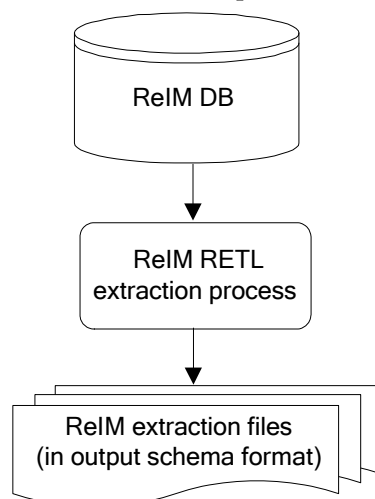 ReIM DB
ReIM RETL
extraction process
ReIM extraction files
(in output schema format)